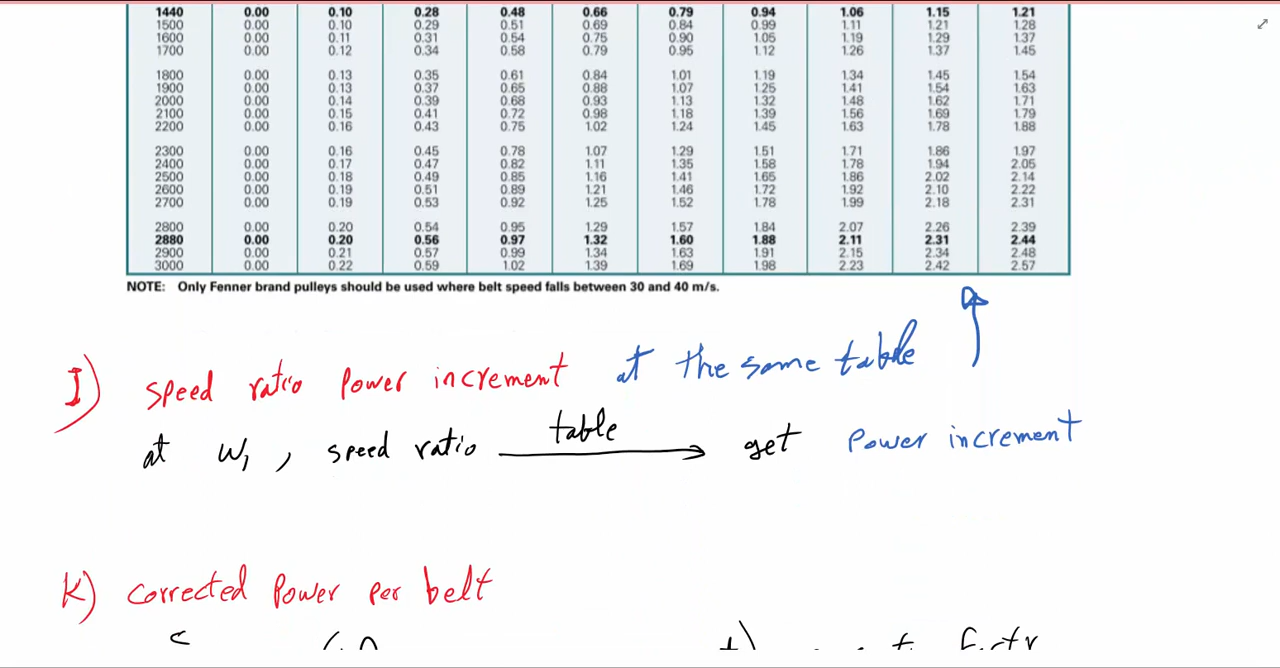 1440 0.00 0.10 0.28 0.48 0.66 0.79 0.94 1.06 1.15 1.21
1500 0.00 0.10 0.29 0.51 0.69 0.84 0.99 1.11 1.21 1.28
1600 0.00 0.11 0.31 0.54 0.75 0.90 1.05 1.19 1.29 1.37
1700 0.00 0.12 0.34 0.58 0.79 0.95 1.12 1.26 1.37 1.45
1800 0.00 0.13 0.35 0.61 0.84 1.01 1.19 1.34 1.45 1.54
1900 0.00 0.13 0.37 0.65 0.88 1.07 1.25 1.41 1.54 1.63
2000 0.00 0.14 0.39 0.68 0.93 1.13 1.32 1.48 1.62 1.71
2100 0.00 0.15 0.41 0.72 0.98 1.18 1.39 1.56 1.69 1.79
2200 0.00 0.16 0.43 0.75 1.02 1.24 1.45 1.63 1.78 1.88
2300 0.00 0.16 0.45 0.78 1.07 1.29 1.51 1.71 1.86 1.97
2400 0.00 0.17 0.47 0.82 1.11 1.35 1.58 1.78 1.94 2.05
2500 0.00 0.18 0.49 0.85 1.16 1.41 1.65 1.86 2.02 2.14
2600 0.00 0.19 0.51 0.89 1.21 1.46 1.72 1.92 2.10 2.22
2700 0.00 0.19 0.53 0.92 1.25 1.52 1.78 1.99 2.18 2.31
2800 0.00 0.20 0.54 0.95 1.29 1.57 1.84 2.07 2.26 2.39
2880 0.00 0.20 0.56 0.97 1.32 1.60 1.88 2.11 2.31 2.44
2900 0.00 0.21 0.57 0.99 1.34 1.63 1.91 2.15 2.34 2.48
3000 0.00 0.22 0.59 1.02 1.39 1.69 1.98 2.23 2.42 2.57
NOTE: Only Fenner brand pulleys should be used where belt speed falls between 30 and 40 m/s.
J) speed ratio Power increment at the same table
at W1, speed ratio table get Power increment
K) corrected Power per belt